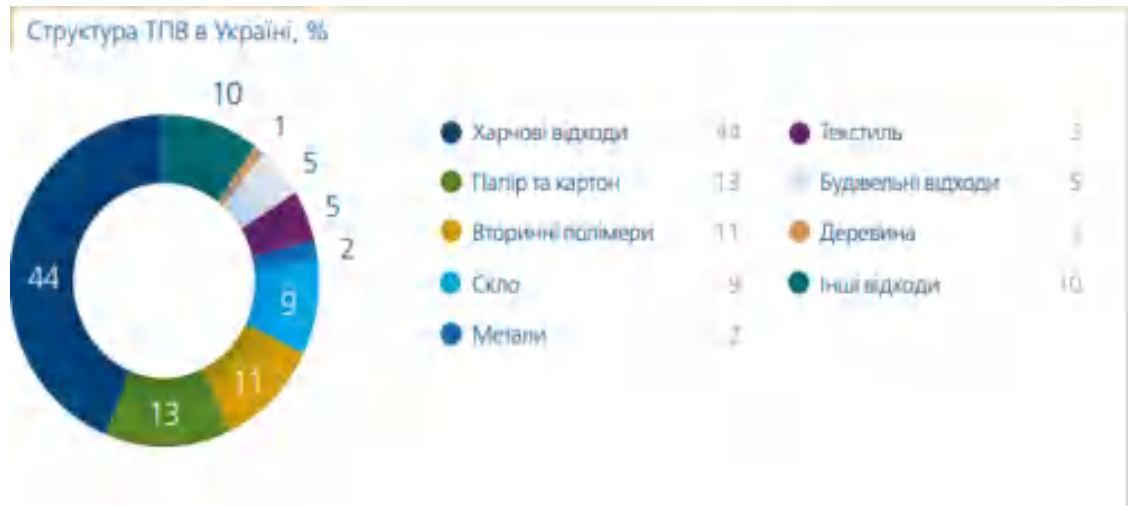 Структура ТПВ в Україні, %
10
1
5
5
2
44
9
11
13
Харчові відходи 44
Папір та картон 13
Вторинні полімери 11
Скло 9
Метали 2
Текстиль
Будівельні відходи 5
Деревина
Інші відходи 10